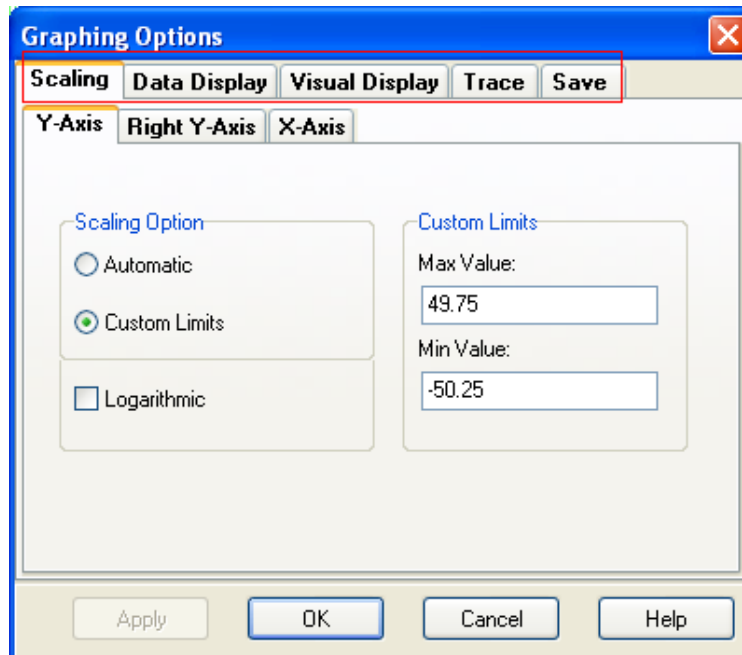 Graphing Options
Scaling Data Display Visual Display Trace Save
Y-Axis Right Y-Axis X-Axis
Scaling Option
Automatic
Custom Limits
Logarithmic
Custom Limits
Max Value:
49.75
Min Value:
-50.25
Apply OK Cancel Help